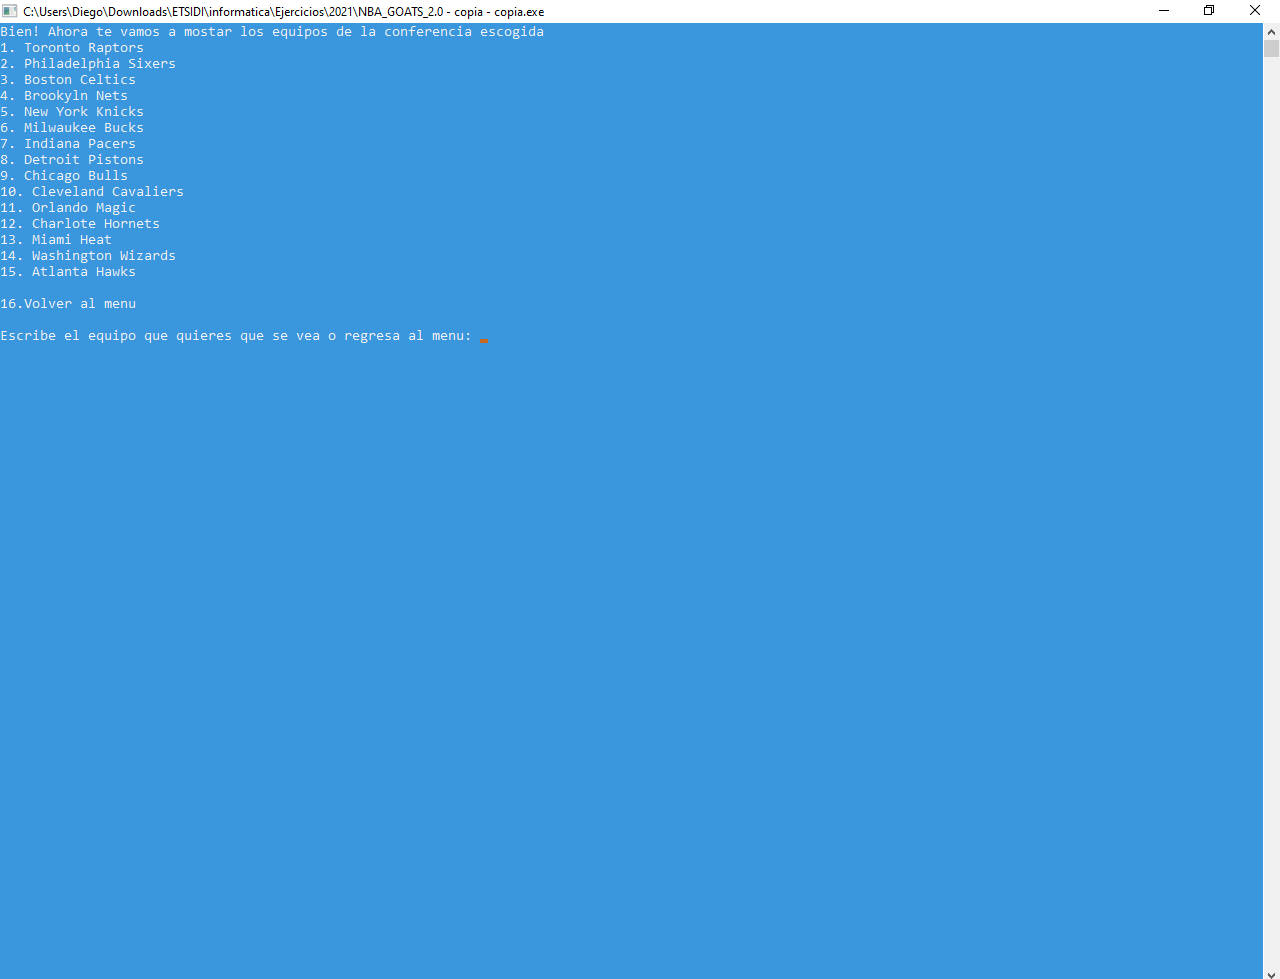 C:\Users\Diego\Downloads\ETSIDI\informatica\Ejercicios\2021\NBA_GOATS_2.0 - copia - copia.exe
Bien! Ahora te vamos a mostar los equipos de la conferencia escogida
1. Toronto Raptors
2. Philadelphia Sixers
3. Boston Celtics
4. Brookyln Nets
5. New York Knicks
6. Milwaukee Bucks
7. Indiana Pacers
8. Detroit Pistons
9. Chicago Bulls
10. Cleveland Cavaliers
11. Orlando Magic
12. Charlote Hornets
13. Miami Heat
14. Washington Wizards
15. Atlanta Hawks
16.Volver al menu
Escribe el equipo que quieres que se vea o regresa al menu: